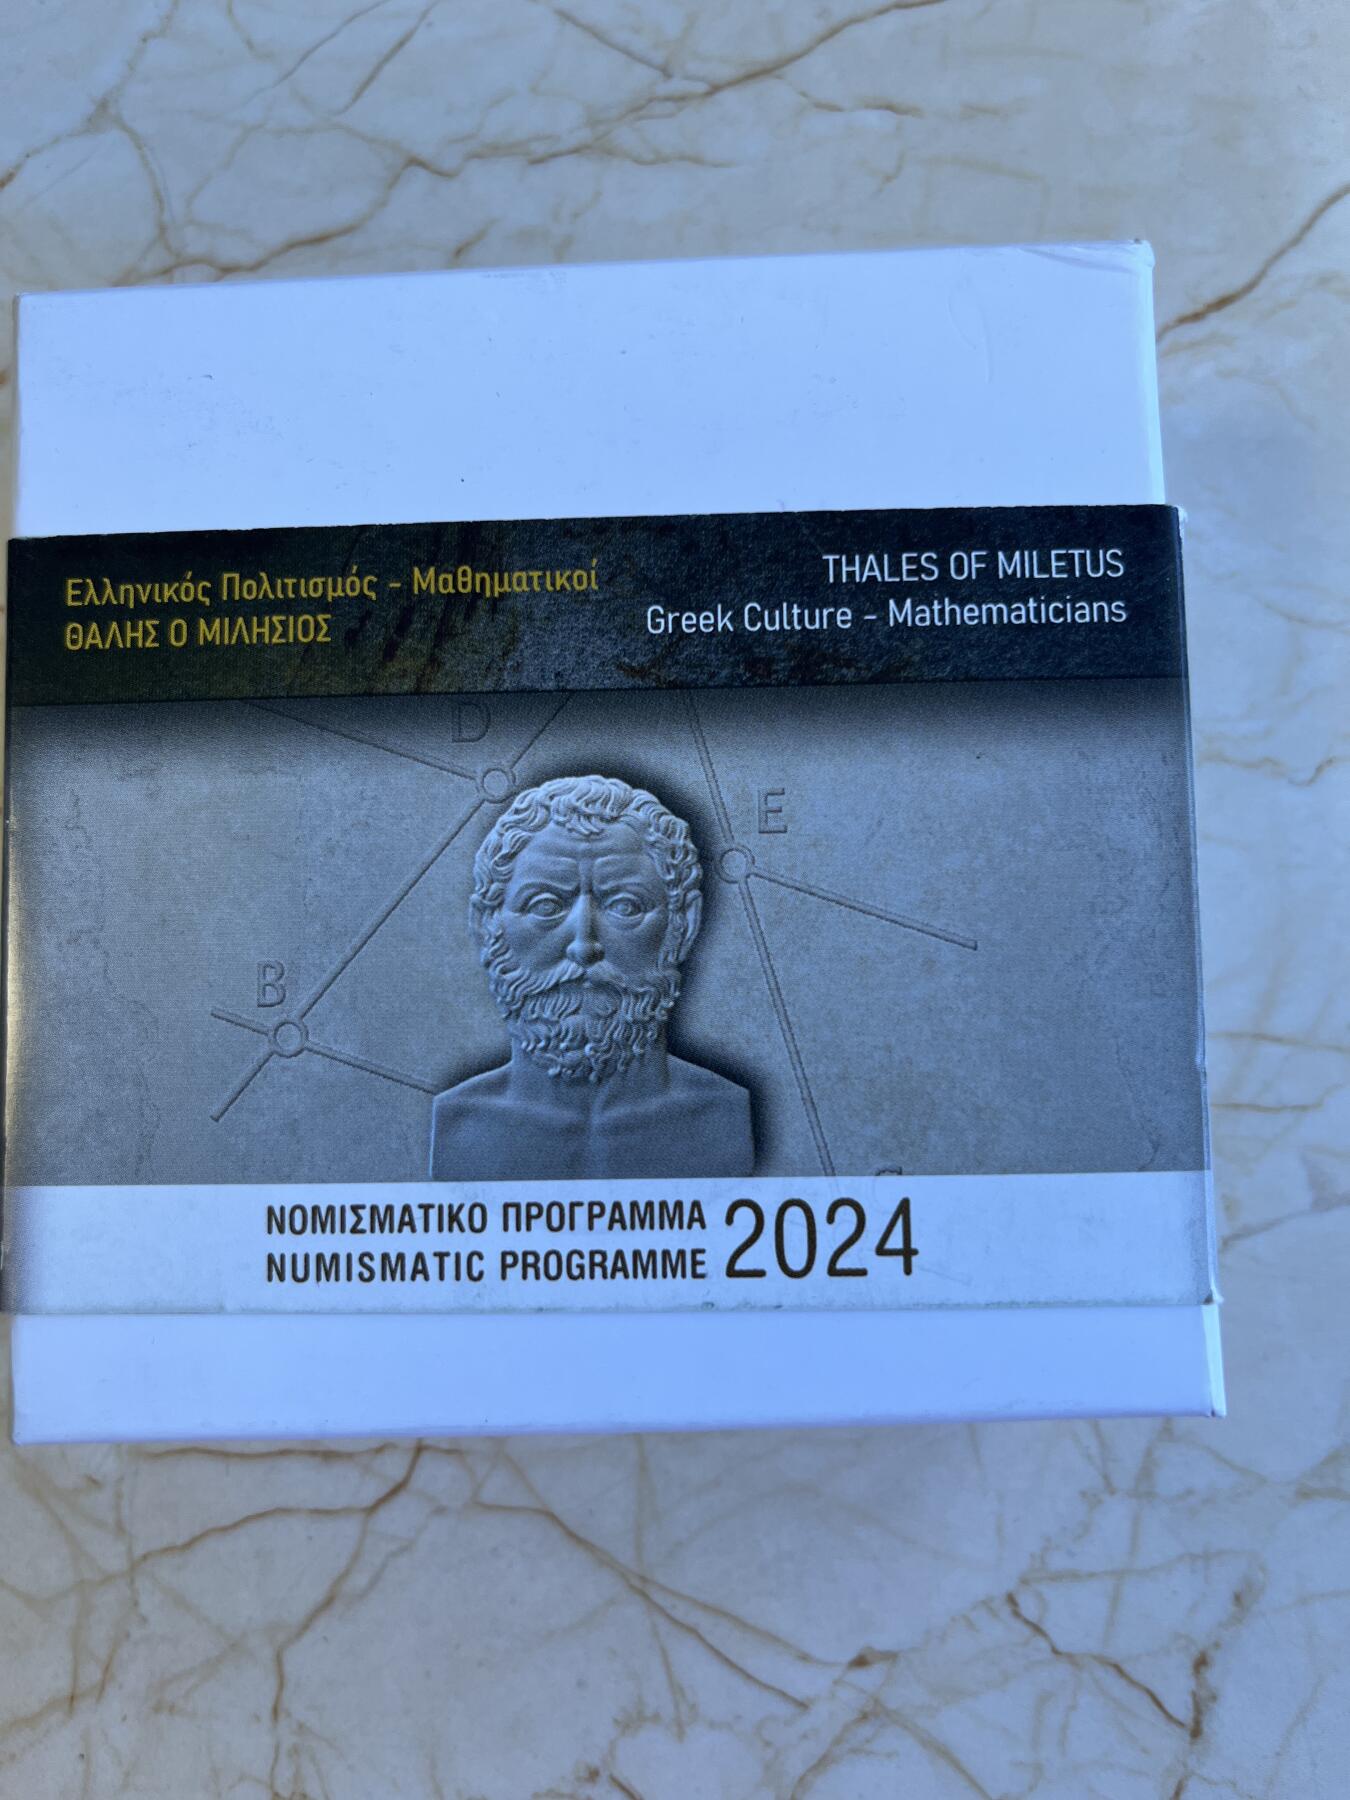 Ελληνικός Πολιτισμός - Μαθηματικοί
ΘΑΛΗΣ Ο ΜΙΛΗΣΙΟΣ
THALES OF MILETUS
Greek Culture - Mathematicians
D
E
B
ΝΟΜΙΣΜΑΤΙΚΟ ΠΡΟΓΡΑΜΜΑ 2024
NUMISMATIC PROGRAMME